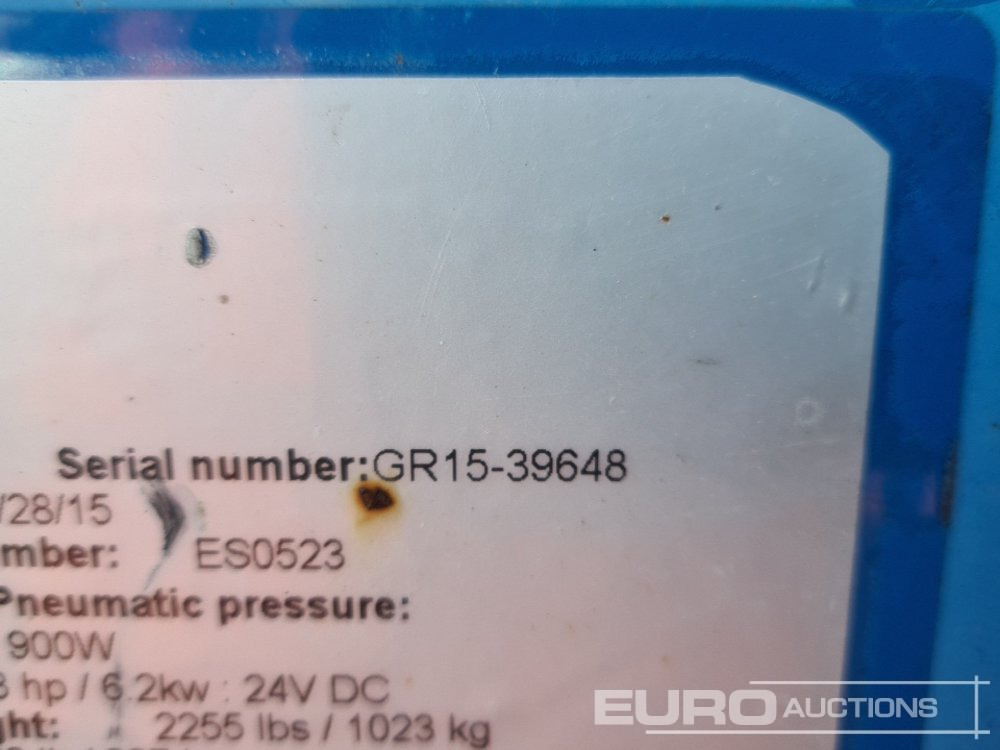 Serial number:GR15-39648
/28/15
mber: ES0523
Pneumatic pressure:
900W
hp / 6.2kw : 24V DC
ght: 2255 lbs / 1023 kg
EURO AUCTIONS